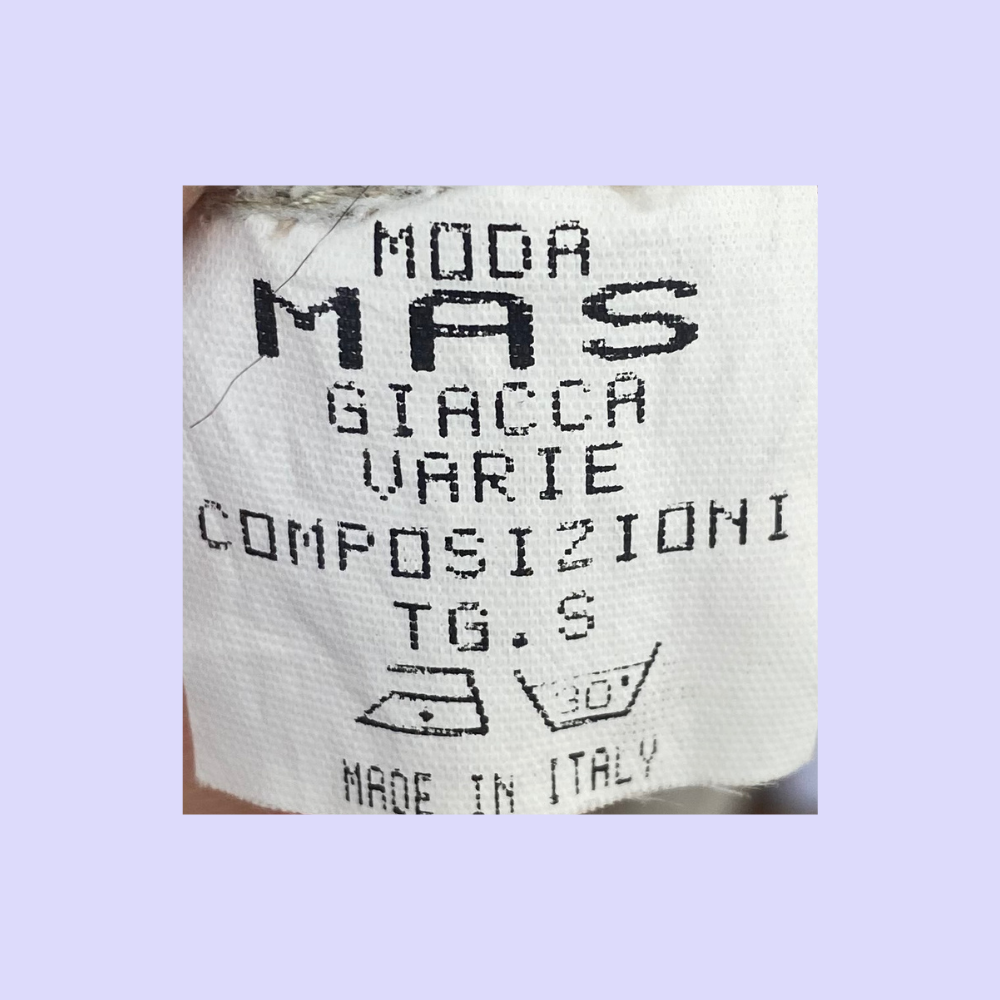 MODA
MAS
GIACCA
VARIE
COMPOSIZIONI
TG.S
30°
MADE IN ITALY